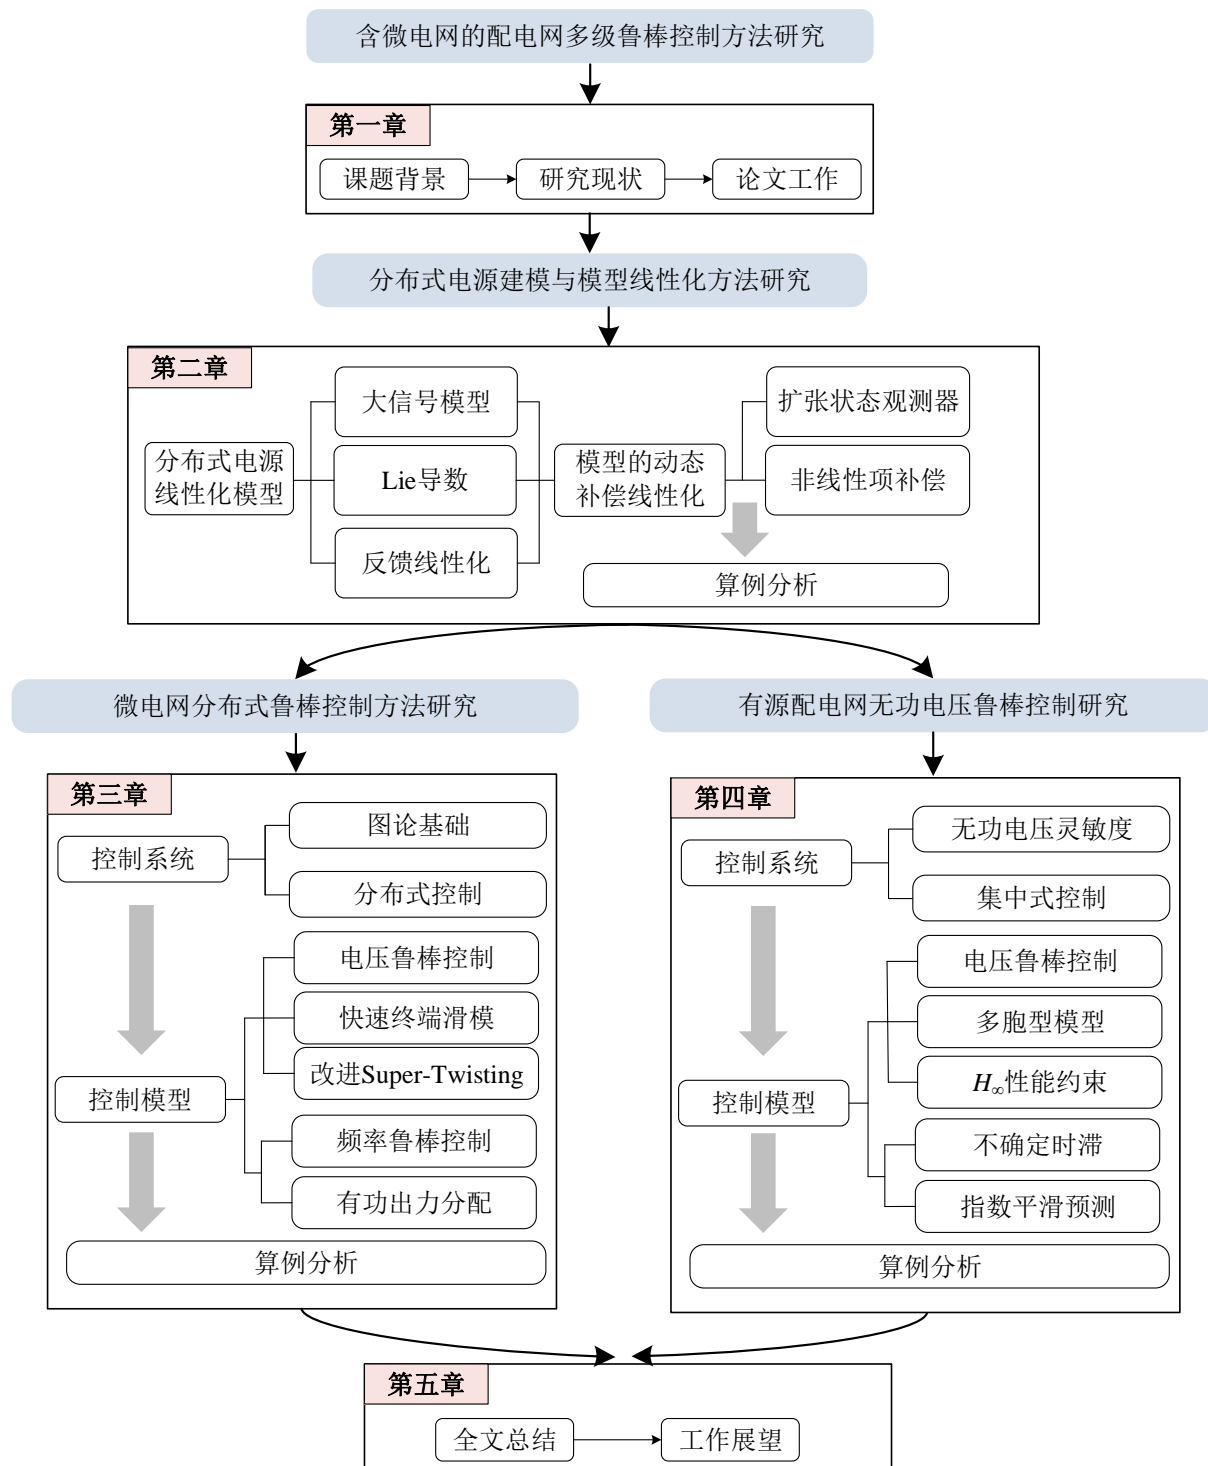 含微电网的配电网多级鲁棒控制方法研究
第一章
课题背景
研究现状
论文工作
分布式电源建模与模型线性化方法研究
第二章
分布式电源
线性化模型
大信号模型
Lie导数
反馈线性化
模型的动态
补偿线性化
扩张状态观测器
非线性项补偿
算例分析
微电网分布式鲁棒控制方法研究
第三章
控制系统
图论基础
分布式控制
控制模型
电压鲁棒控制
快速终端滑模
改进Super-Twisting
频率鲁棒控制
有功出力分配
算例分析
有源配电网无功电压鲁棒控制研究
第四章
控制系统
无功电压灵敏度
集中式控制
控制模型
电压鲁棒控制
多胞型模型
H∞性能约束
不确定时滞
指数平滑预测
算例分析
第五章
全文总结
工作展望